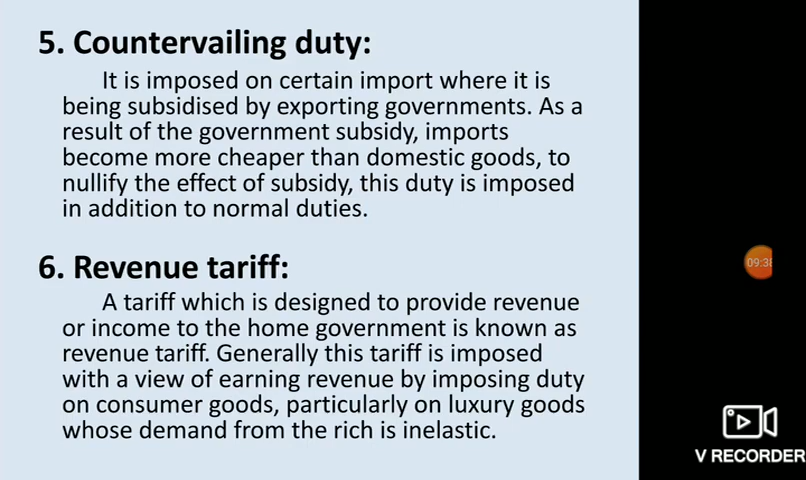 5. Countervailing duty:
It is imposed on certain import where it is
being subsidised by exporting governments. As a
result of the government subsidy, imports
become more cheaper than domestic goods, to
nullify the effect of subsidy, this duty is imposed
in addition to normal duties.
6. Revenue tariff:
A tariff which is designed to provide revenue
or income to the home government is known as
revenue tariff. Generally this tariff is imposed
with a view of earning revenue by imposing duty
on consumer goods, particularly on luxury goods
whose demand from the rich is inelastic.
09:38
V RECORDER